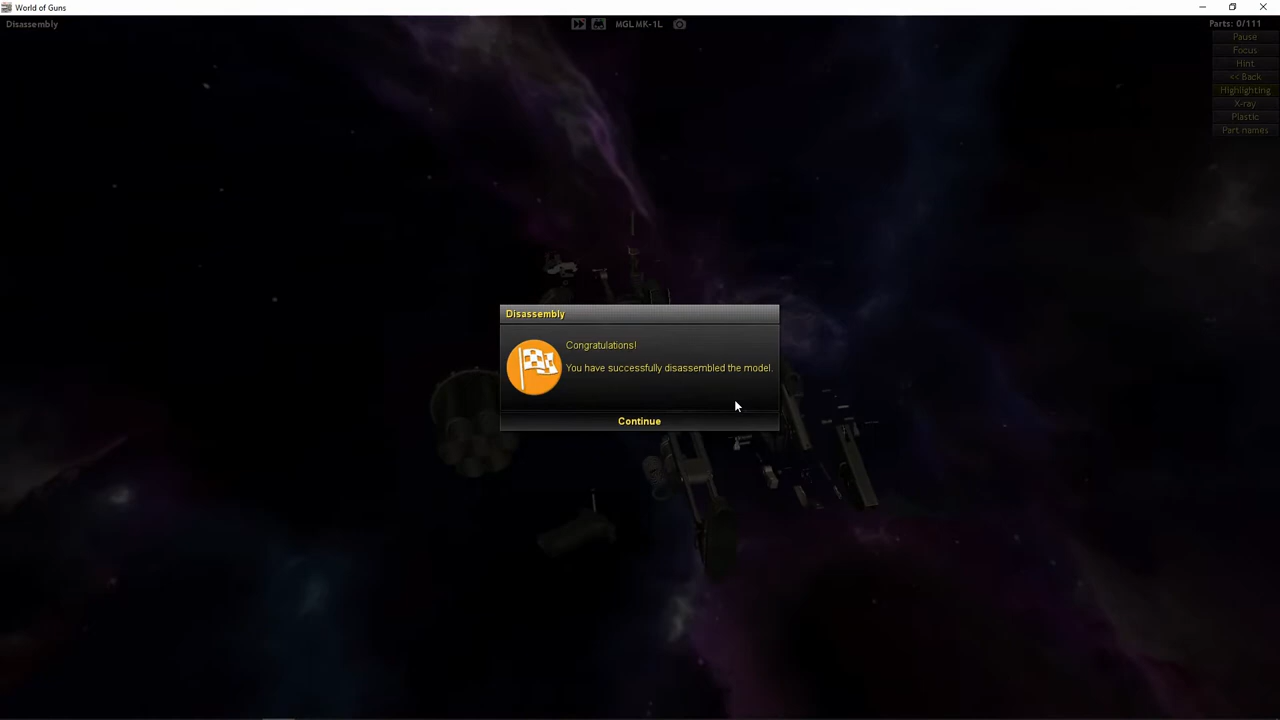 World of Guns
Disassembly
MGL MK-1L
Parts: 0/111
Pause
Focus
Hint
<< Back
Highlighting
X-ray
Plastic
Part names
Disassembly
Congratulations!
You have successfully disassembled the model.
Continue